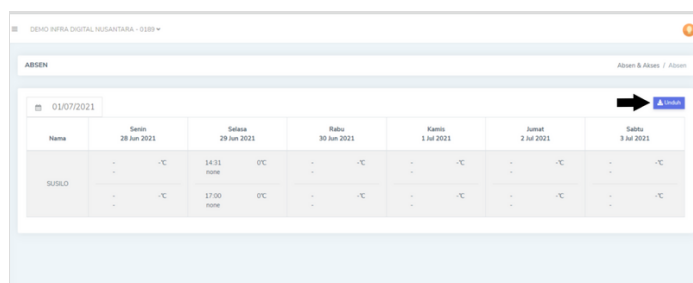 DEMO INFRA DIGITAL NUSANTARA - 0189
ABSEN
Absen & Akses / Absen
01/07/2021
Unduh
Nama
Senin
28 Jun 2021
Selasa
29 Jun 2021
Rabu
30 Jun 2021
Kamis
1 Jul 2021
Jumat
2 Jul 2021
Sabtu
3 Jul 2021
SUSILO
- -°C 14:31 0°C - -°C - -°C - -°C - -°C
- none - - - -
- -°C 17:00 0°C - -°C - -°C - -°C - -°C
- none - - - -